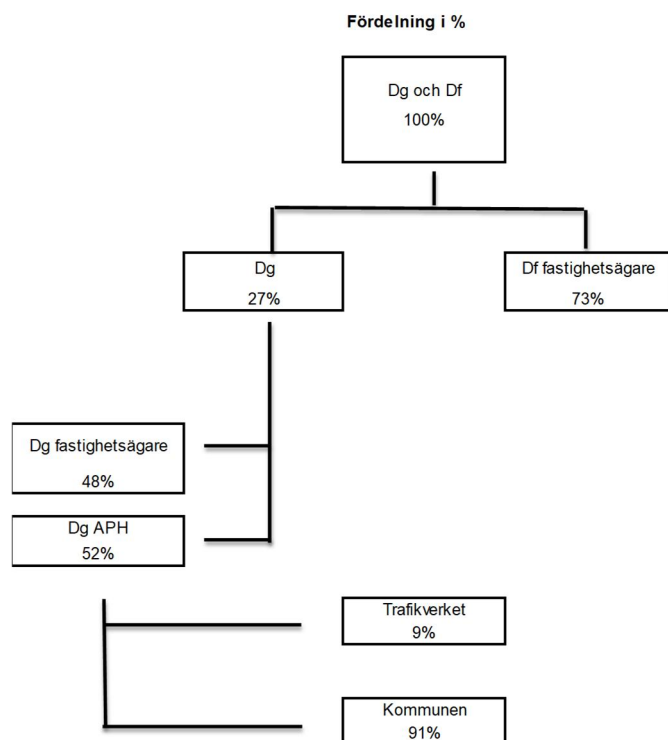 Fördelning i %
Dg och Df
100%
Dg
27%
Df fastighetsägare
73%
Dg fastighetsägare
48%
Dg APH
52%
Trafikverket
9%
Kommunen
91%